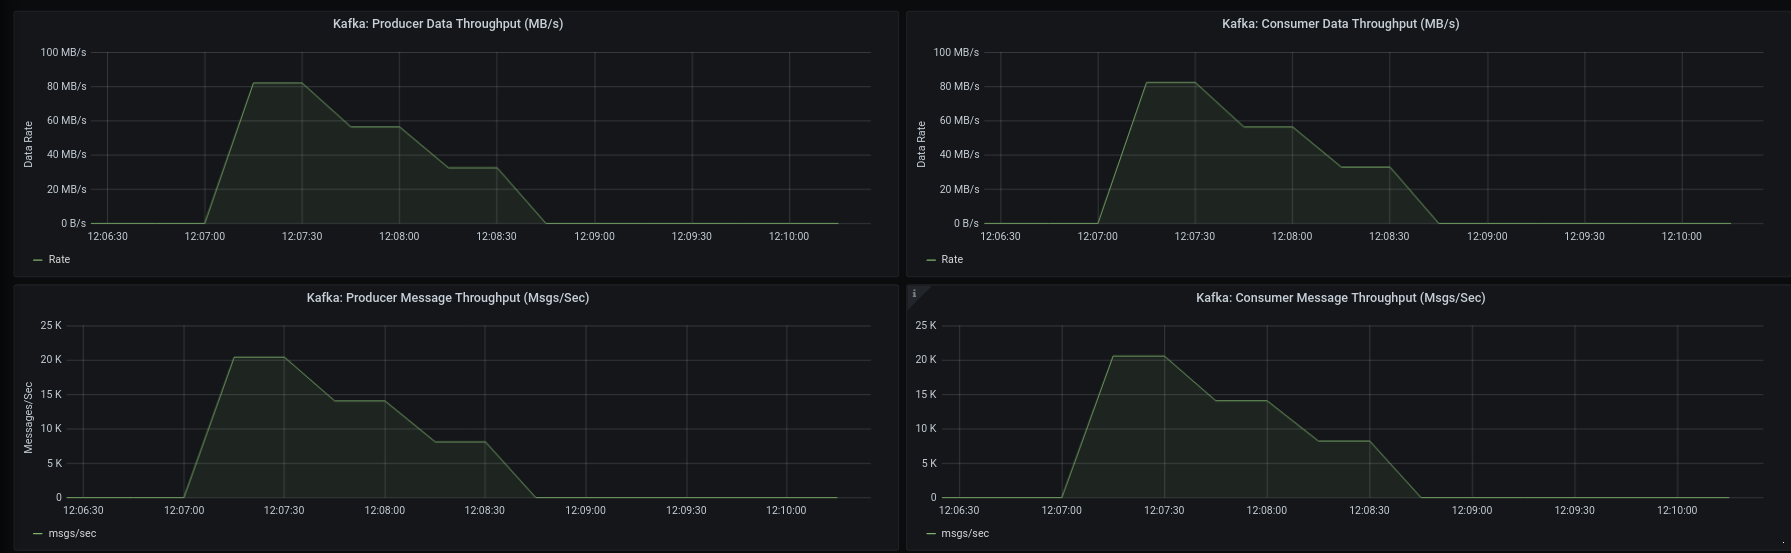 Kafka: Producer Data Throughput (MB/s)
100 MB/s
80 MB/s
60 MB/s
40 MB/s
20 MB/s
0 B/s
Data Rate
12:06:30 12:07:00 12:07:30 12:08:00 12:08:30 12:09:00 12:09:30 12:10:00
Rate
Kafka: Consumer Data Throughput (MB/s)
100 MB/s
80 MB/s
60 MB/s
40 MB/s
20 MB/s
0 B/s
Data Rate
12:06:30 12:07:00 12:07:30 12:08:00 12:08:30 12:09:00 12:09:30 12:10:00
Rate
Kafka: Producer Message Throughput (Msgs/Sec)
25 K
20 K
15 K
10 K
5 K
0
Messages/Sec
12:06:30 12:07:00 12:07:30 12:08:00 12:08:30 12:09:00 12:09:30 12:10:00
msgs/sec
i
Kafka: Consumer Message Throughput (Msgs/Sec)
25 K
20 K
15 K
10 K
5 K
0
12:06:30 12:07:00 12:07:30 12:08:00 12:08:30 12:09:00 12:09:30 12:10:00
msgs/sec